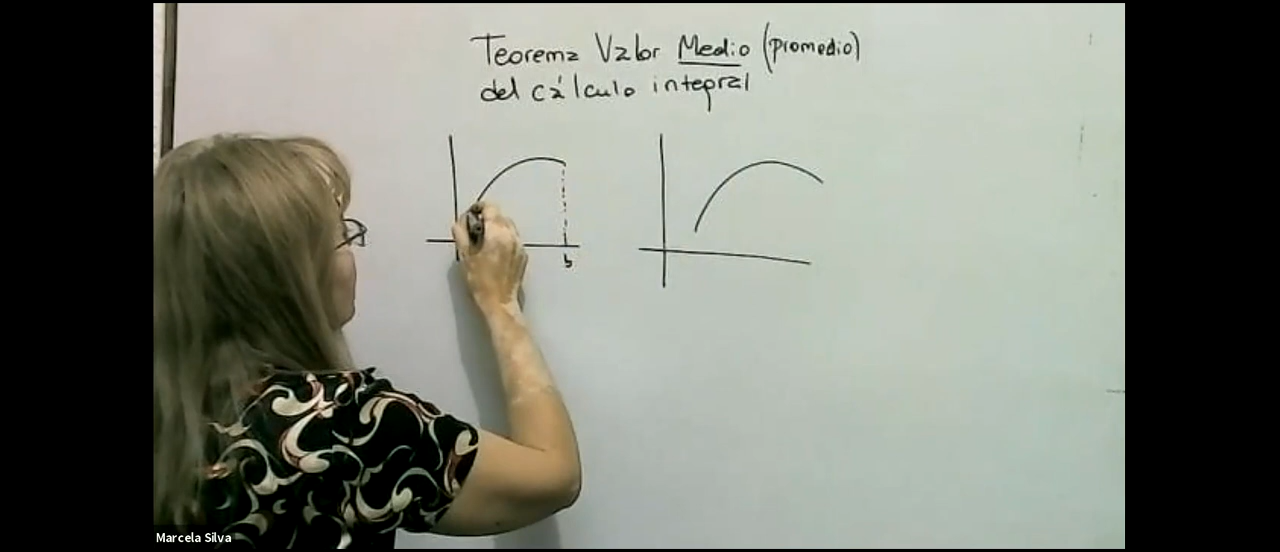 Teorema Valor Medio (promedio)
del cálculo integral
b
Marcela Silva